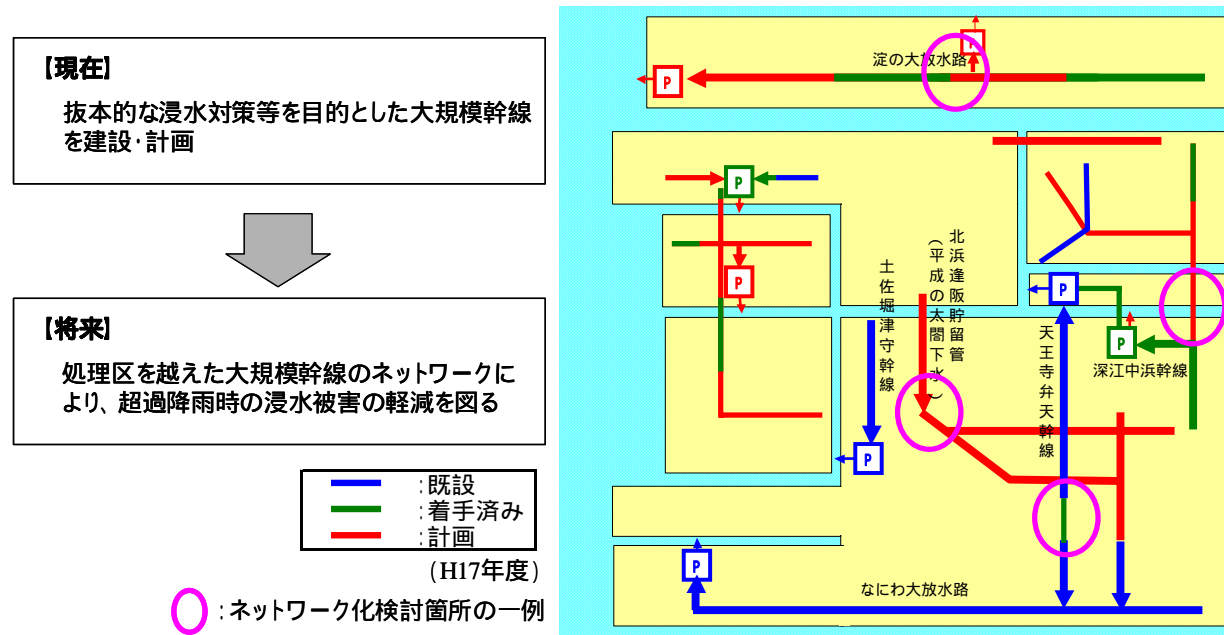 【現在】
抜本的な浸水対策等を目的とした大規模幹線
を建設・計画
【将来】
処理区を越えた大規模幹線のネットワークに
より、超過降雨時の浸水被害の軽減を図る
:既設
:着手済み
:計画
(H17年度)
:ネットワーク化検討箇所の一例
P
淀の大放水路
P
P
P
土佐堀津守幹線
北浜逢阪貯留管
(平成の太閤下水)
P
天王寺弁天幹線
P
深江中浜幹線
P
P
なにわ大放水路